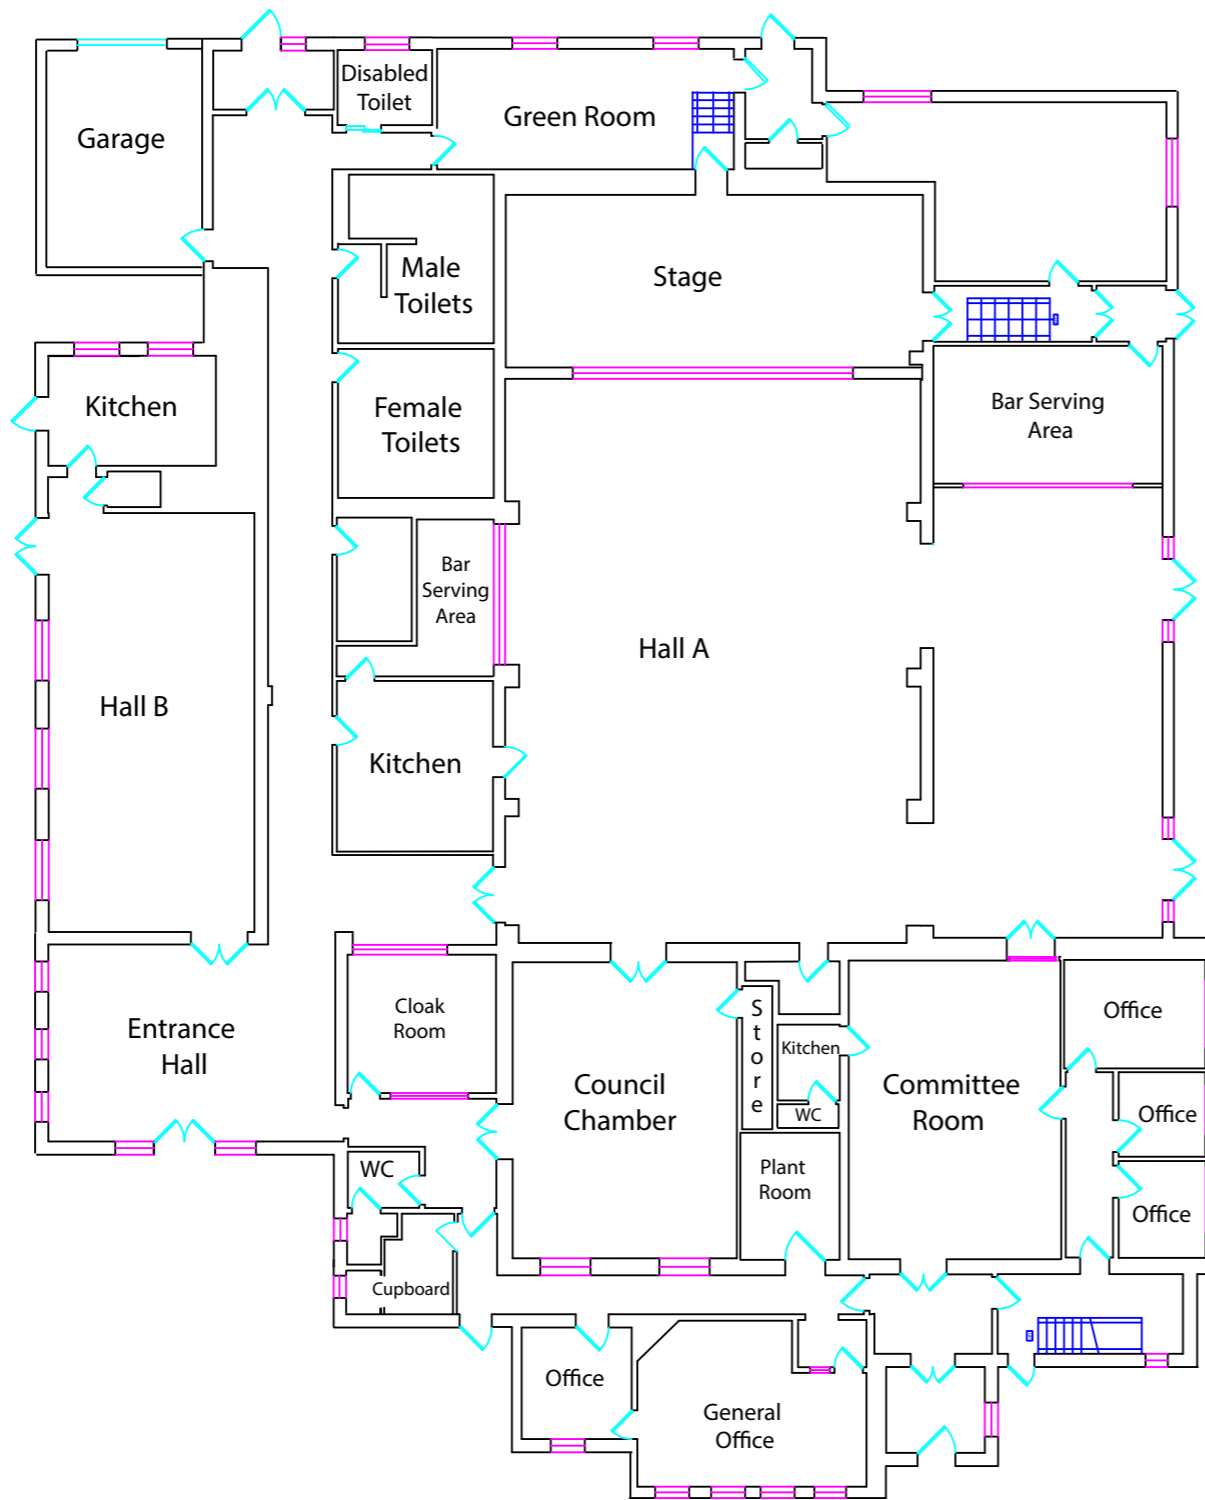 Disabled
Toilet
Green Room
Garage
Male
Toilets
Stage
Kitchen
Female
Toilets
Bar Serving
Area
Bar
Serving
Area
Hall A
Hall B
Kitchen
Entrance
Hall
Cloak
Room
Council
Chamber
S
t
o
r
e
Kitchen
WC
Committee
Room
Office
Office
Office
Plant
Room
WC
Cupboard
Office
General
Office